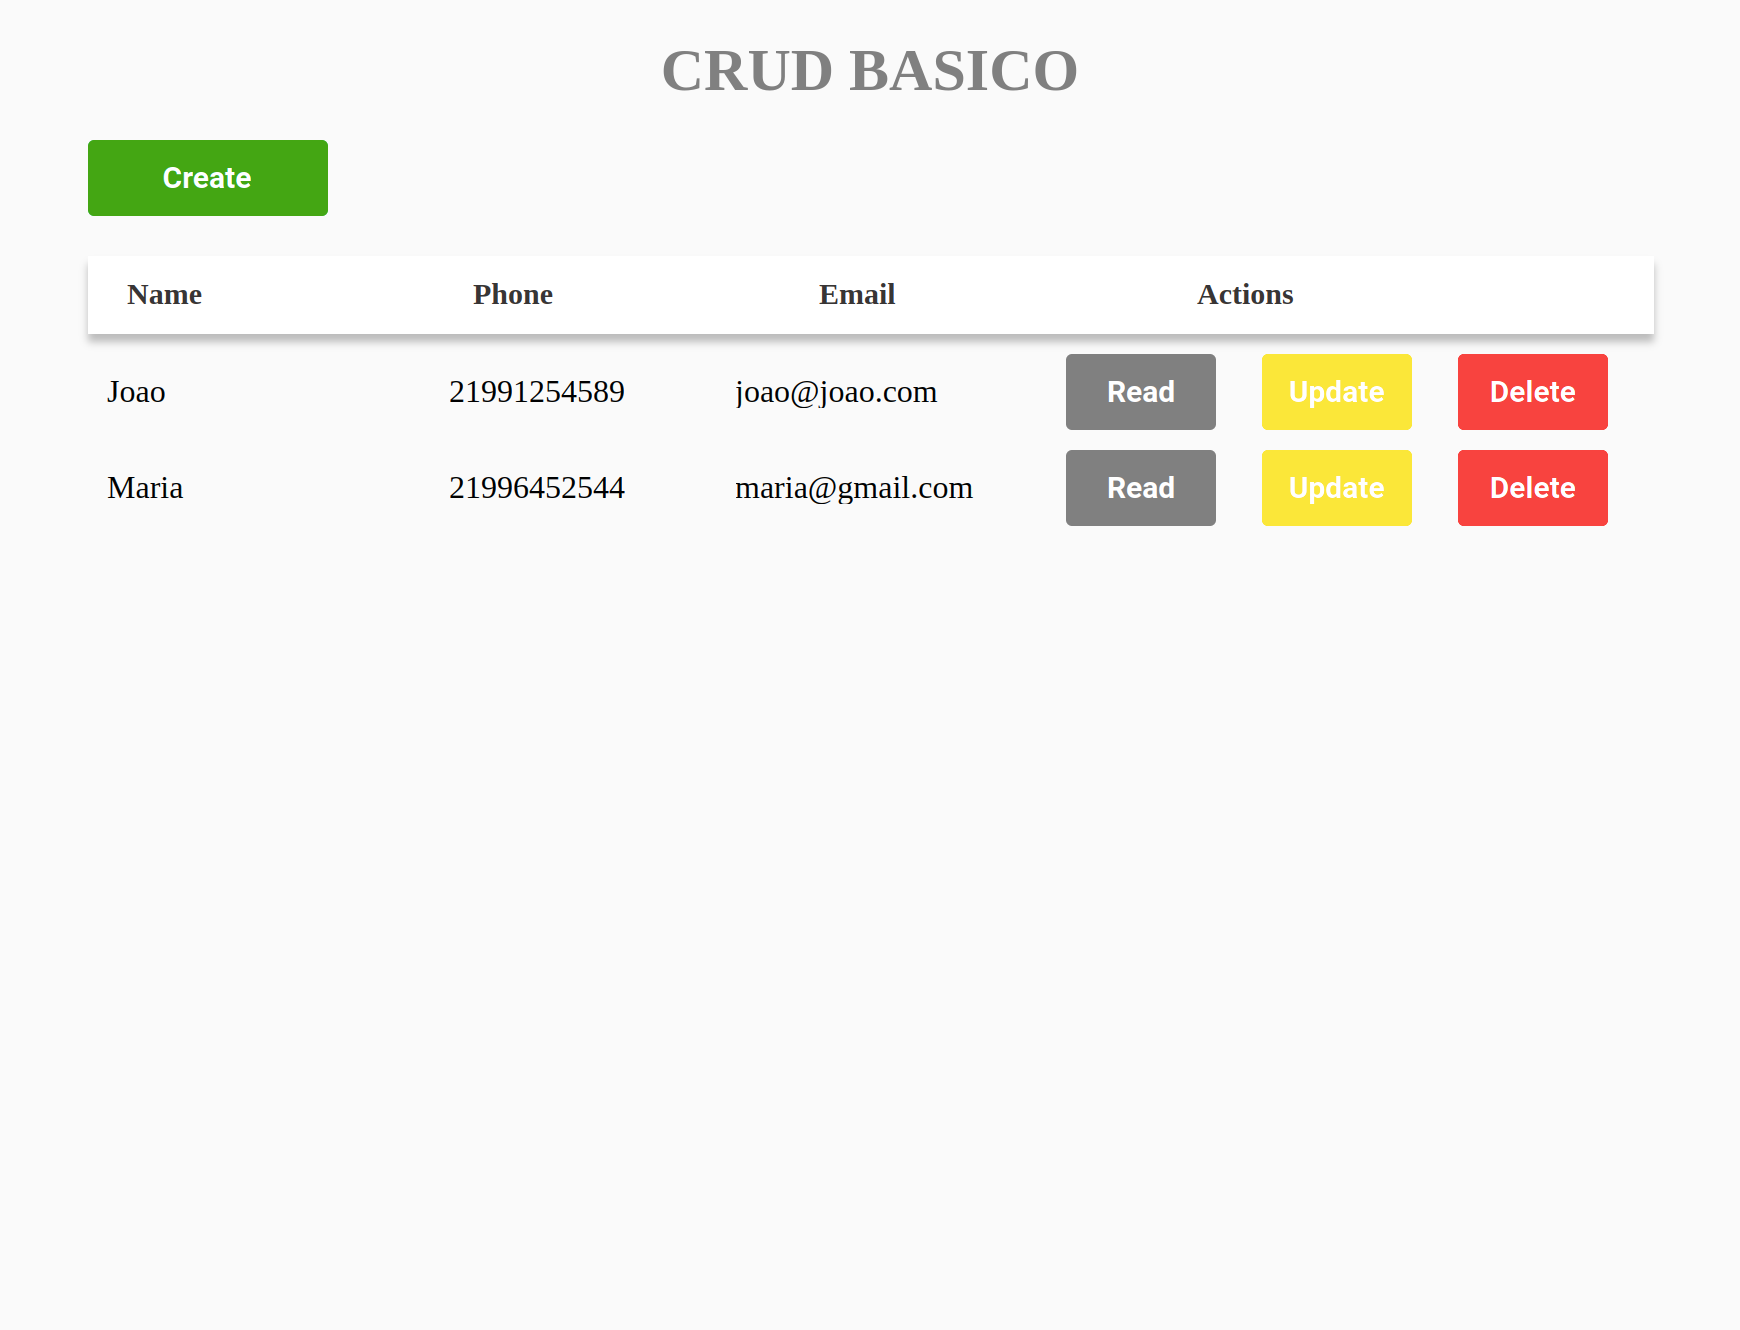 CRUD BASICO
Create
Name Phone Email Actions
Joao 21991254589 joao@joao.com Read Update Delete
Maria 21996452544 maria@gmail.com Read Update Delete